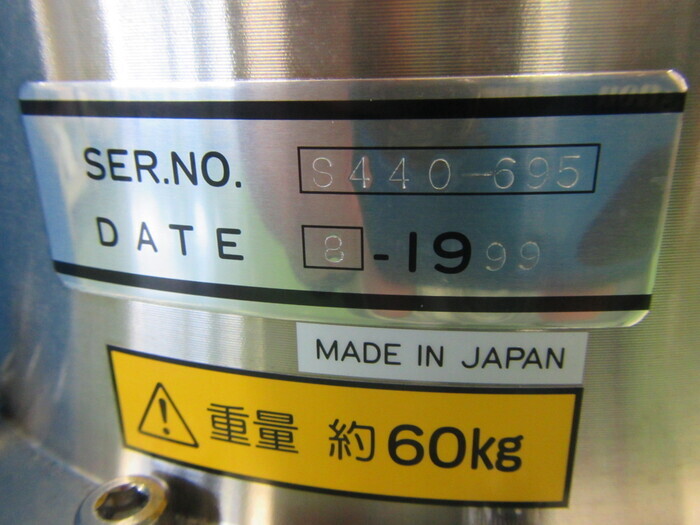 SER.NO. S440-695
DATE 8-1999
MADE IN JAPAN
重量 約60kg